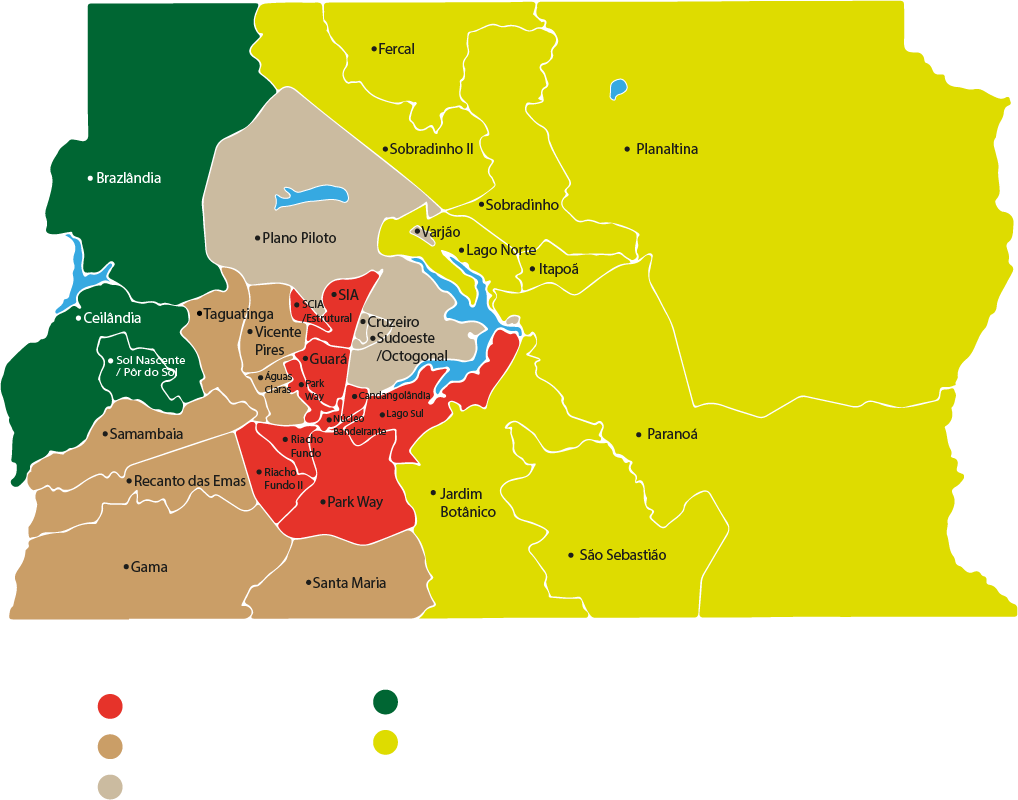 Fercal
Sobradinho II
Planaltina
Brazlândia
Sobradinho
Varjáo
Plano Piloto
Lago Norte
Itapoá
SIA
SCIA
/Estrutural
Taguatinga
Ceilândia
Cruzeiro
Vicente
Pires
Sudoeste
/Octogonal
Guará
Sol Nascente
/ Pôr do Sol
Águas
Claras
Park
Way
Candangolândia
Lago Sul
Núcleo
Bandeirante
Samambaia
Riacho
Fundo
Paranoá
Recanto das Emas
Riacho
Fundo II
Park Way
Jardim
Botânico
São Sebastião
Gama
Santa Maria